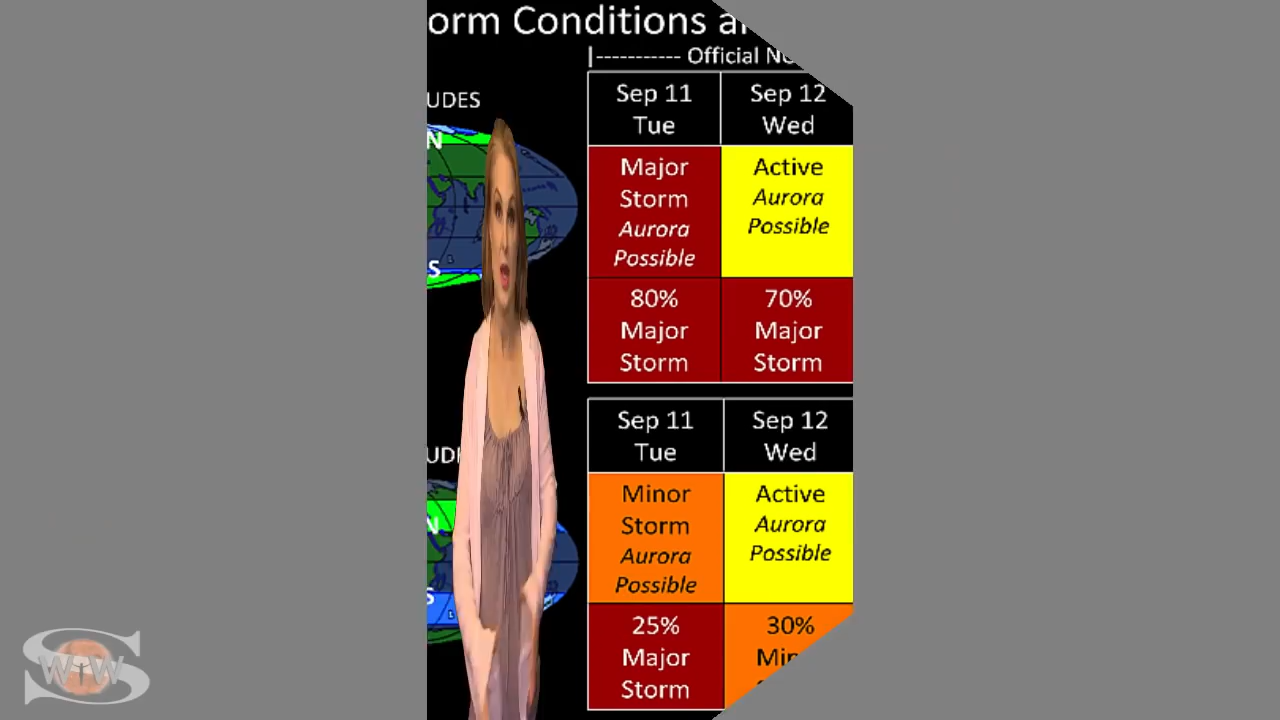 orm Conditions a
|----------- Official
Sep 11
Tue
Sep 12
Wed
UDES
N
S
Major
Storm
Aurora
Possible
Active
Aurora
Possible
80%
Major
Storm
70%
Major
Storm
Sep 11
Tue
Sep 12
Wed
UD
N
S
Minor
Storm
Aurora
Possible
Active
Aurora
Possible
25%
Major
Storm
30%
SWTW